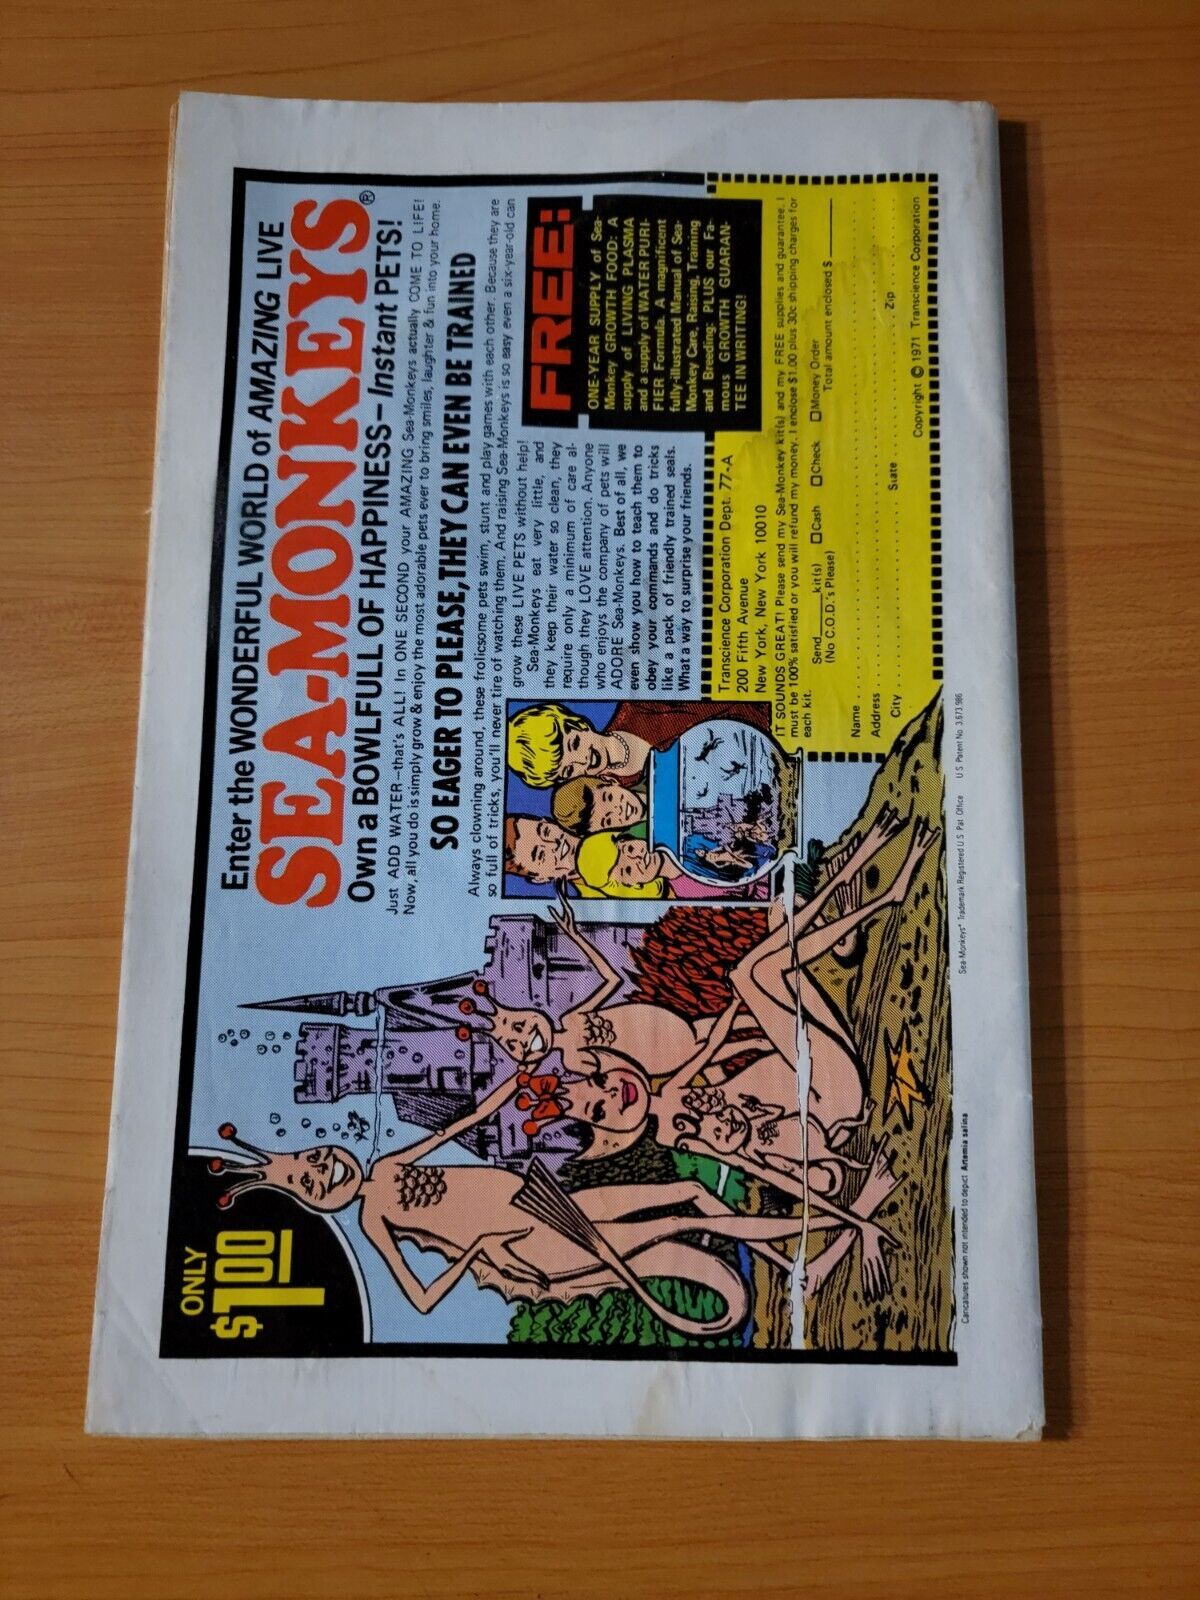 ONLY
$1.00
Enter the WONDERFUL WORLD of AMAZING LIVE
SEA-MONKEYS®
Own a BOWLFULL OF HAPPINESS–Instant PETS!
Just ADD WATER–that's ALL! In ONE SECOND your AMAZING Sea-Monkeys actually COME TO LIFE!
Now, all you do is simply grow & enjoy the most adorable pets ever to bring smiles, laughter & fun into your home.
SO EAGER TO PLEASE, THEY CAN EVEN BE TRAINED
Always clowning around, these frolicsome pets swim, stunt and play games with each other. Because they are
so full of tricks, you'll never tire of watching them. And raising Sea-Monkeys is so easy even a six-year-old can
grow these LIVE PETS without help!
Sea-Monkeys eat very little, and
they keep their water so clean, they
require only a minimum of care al-
though they LOVE attention. Anyone
who enjoys the company of pets will
ADORE Sea-Monkeys. Best of all, we
even show you how to teach them to
obey your commands and do tricks
like a pack of friendly trained seals.
What a way to surprise your friends.
FREE:
ONE-YEAR SUPPLY of Sea-
Monkey GROWTH FOOD: A
supply of LIVING PLASMA
and a supply of WATER PURI-
FIER Formula. A magnificent
fully-illustrated Manual of Sea-
Monkey Care, Raising, Training
and Breeding: PLUS our Fa-
mous GROWTH GUARAN-
TEE IN WRITING!
Transcience Corporation Dept. 77-A
200 Fifth Avenue
New York, New York 10010
IT SOUNDS GREAT! Please send my Sea-Monkey kit(s) and my FREE supplies and guarantee. I
must be 100% satisfied or you will refund my money. I enclose $1.00 plus 30c shipping charges for
each kit.
Send____kit(s) □Cash □Check □Money Order
(No C.O.D.'s Please) Total amount enclosed $ ______
Name
Address
City State Zip
Copyright © 1971 Transcience Corporation
Caricatures shown not intended to depict Artemia salina
Sea-Monkeys® Trademark Registered U.S. Pat. Office U.S. Patent No. 3,673,986